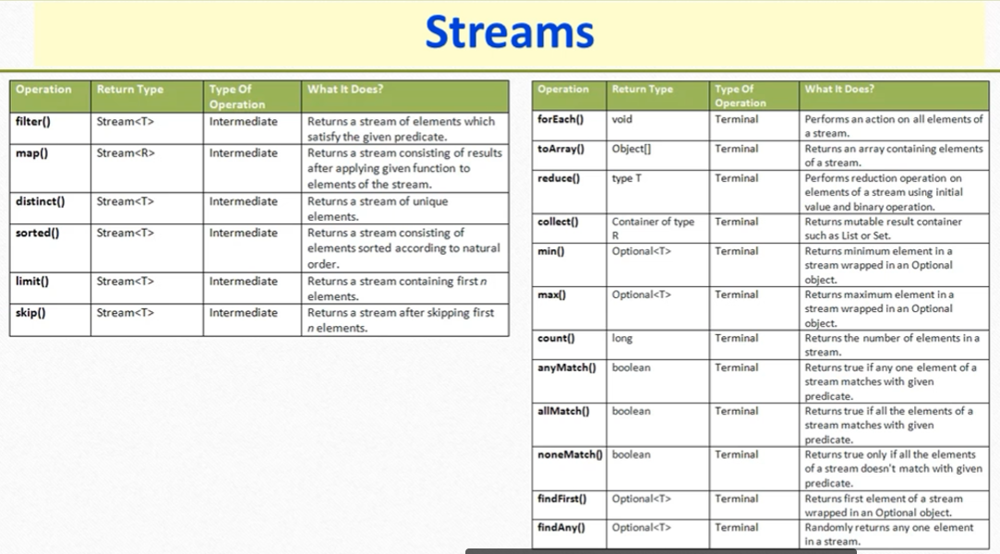 Streams
Operation Return Type Type Of What It Does?
Operation
filter() Stream<T> Intermediate Returns a stream of elements which
satisfy the given predicate.
map() Stream<R> Intermediate Returns a stream consisting of results
after applying given function to
elements of the stream.
distinct() Stream<T> Intermediate Returns a stream of unique
elements.
sorted() Stream<T> Intermediate Returns a stream consisting of
elements sorted according to natural
order.
limit() Stream<T> Intermediate Returns a stream containing first n
elements.
skip() Stream<T> Intermediate Returns a stream after skipping first
n elements.
Operation Return Type Type Of What It Does?
Operation
forEach() void Terminal Performs an action on all elements of
a stream.
toArray() Object[] Terminal Returns an array containing elements
of a stream.
reduce() type T Terminal Performs reduction operation on
elements of a stream using initial
value and binary operation.
collect() Container of type Terminal Returns mutable result container
R such as List or Set.
min() Optional<T> Terminal Returns minimum element in a
stream wrapped in an Optional
object.
max() Optional<T> Terminal Returns maximum element in a
stream wrapped in an Optional
object.
count() long Terminal Returns the number of elements in a
stream.
anyMatch() boolean Terminal Returns true if any one element of a
stream matches with given
predicate.
allMatch() boolean Terminal Returns true if all the elements of a
stream matches with given
predicate.
noneMatch() boolean Terminal Returns true only if all the elements
of a stream doesn't match with given
predicate.
findFirst() Optional<T> Terminal Returns first element of a stream
wrapped in an Optional object.
findAny() Optional<T> Terminal Randomly returns any one element
in a stream.